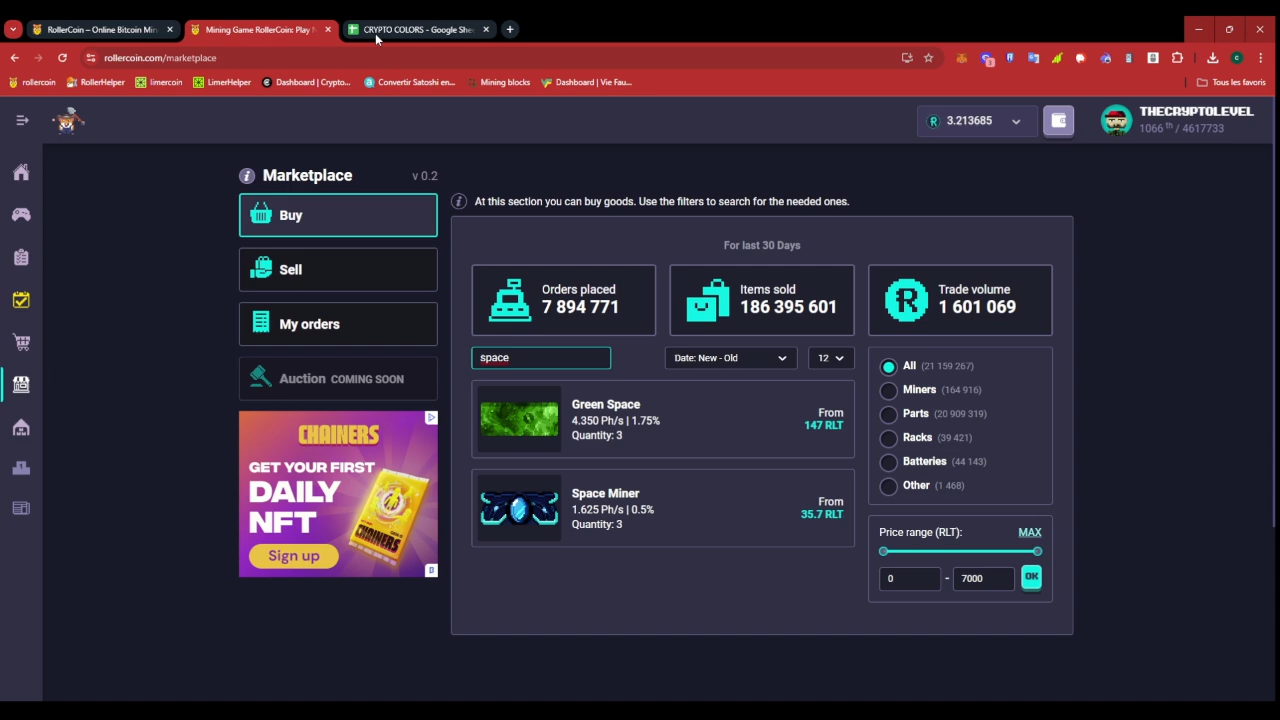 RollerCoin – Online Bitcoin Min
Mining Game RollerCoin: Play N
CRYPTO COLORS - Google She
rollercoin.com/marketplace
rollercoin
RollerHelper
limercoin
LimerHelper
Dashboard | Crypto...
Convertir Satoshi en...
Mining blocks
Dashboard | Vie Fau...
Tous les favoris
3.213685
THECRYPTOLEVEL
1066 th / 4617733
Marketplace
v 0.2
Buy
Sell
My orders
Auction COMING SOON
CHAINERS
GET YOUR FIRST
DAILY
NFT
Sign up
CHAINERS
At this section you can buy goods. Use the filters to search for the needed ones.
For last 30 Days
Orders placed
7 894 771
Items sold
186 395 601
Trade volume
1 601 069
space
Date: New - Old
12
Green Space
4.350 Ph/s | 1.75%
Quantity: 3
From
147 RLT
Space Miner
1.625 Ph/s | 0.5%
Quantity: 3
From
35.7 RLT
All (21 159 267)
Miners (164 916)
Parts (20 909 319)
Racks (39 421)
Batteries (44 143)
Other (1 468)
Price range (RLT):
MAX
0 - 7000
OK